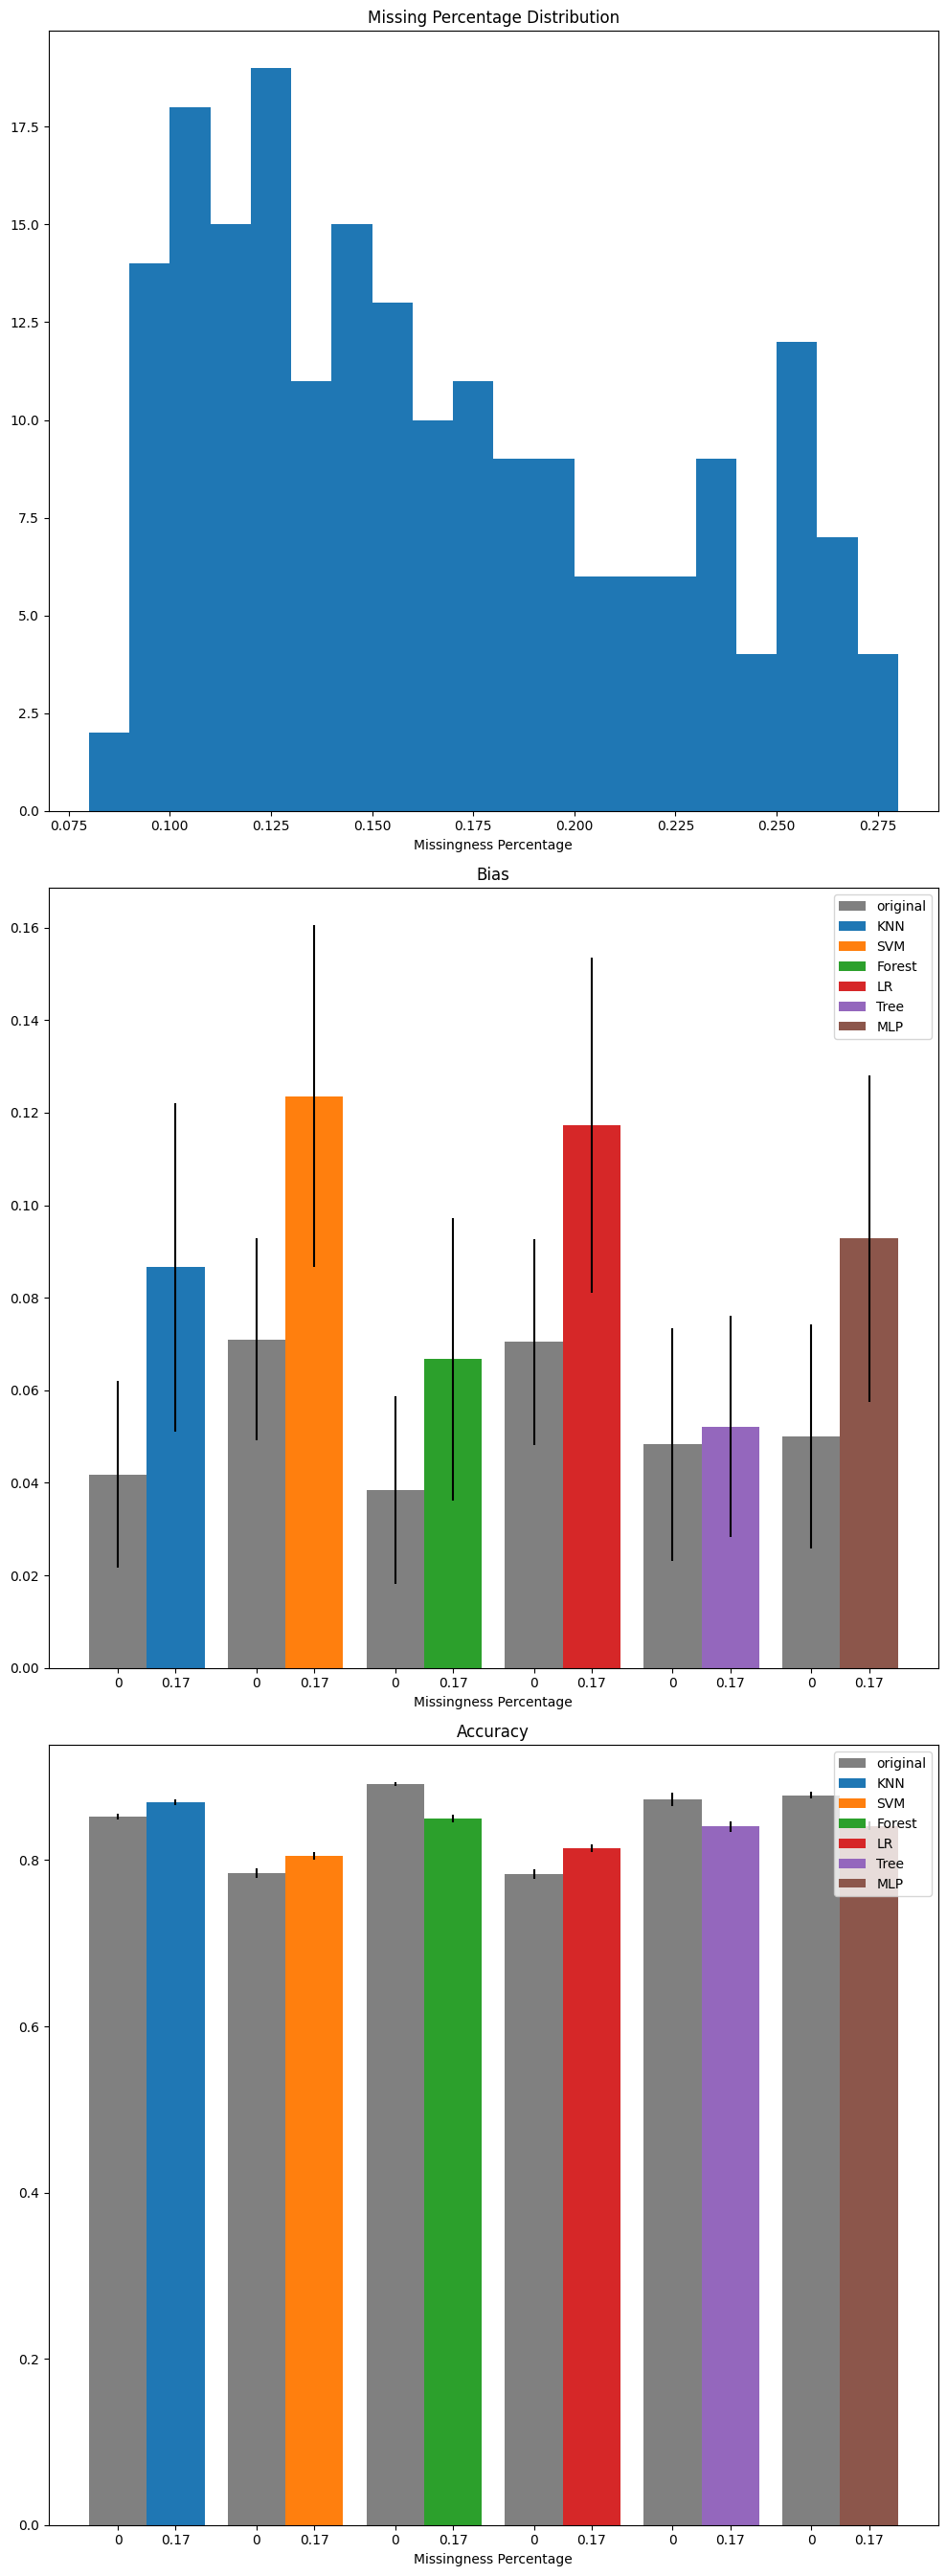 Missing Percentage Distribution
17.5
15.0
12.5
10.0
7.5
5.0
2.5
0.0
0.075 0.100 0.125 0.150 0.175 0.200 0.225 0.250 0.275
Missingness Percentage
Bias
0.16
0.14
0.12
0.10
0.08
0.06
0.04
0.02
0.00
original
KNN
SVM
Forest
LR
Tree
MLP
0 0.17 0 0.17 0 0.17 0 0.17 0 0.17 0 0.17
Missingness Percentage
Accuracy
0.8
0.6
0.4
0.2
0.0
original
KNN
SVM
Forest
LR
Tree
MLP
0 0.17 0 0.17 0 0.17 0 0.17 0 0.17 0 0.17
Missingness Percentage